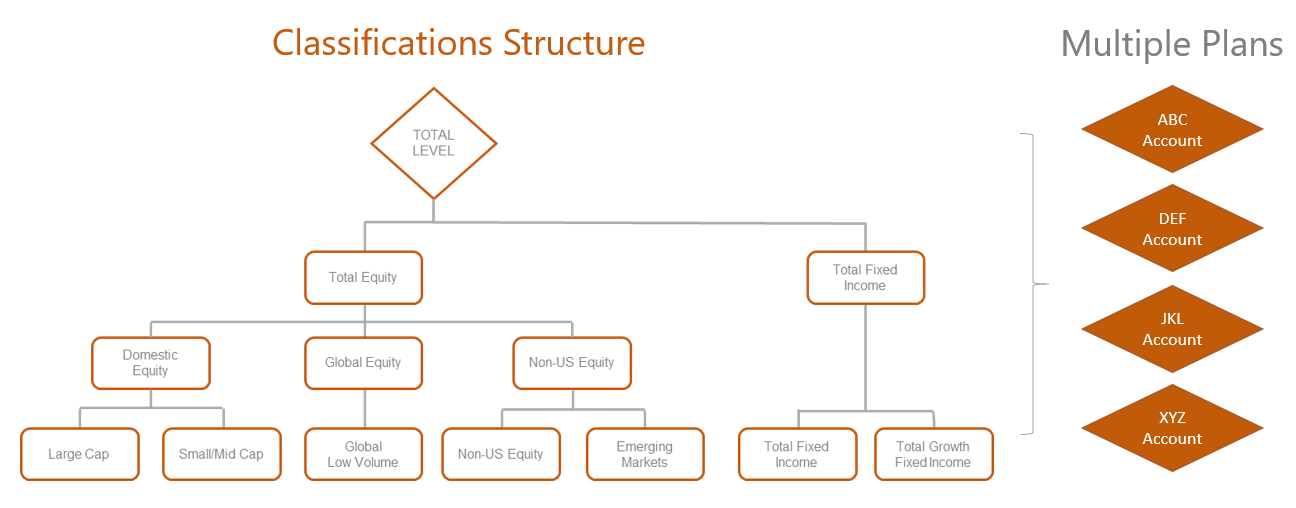 Classifications Structure
Multiple Plans
TOTAL
LEVEL
Total Equity
Total Fixed
Income
Domestic
Equity
Global Equity
Non-US Equity
Large Cap
Small/Mid Cap
Global
Low Volume
Non-US Equity
Emerging
Markets
Total Fixed
Income
Total Growth
Fixed Income
ABC
Account
DEF
Account
JKL
Account
XYZ
Account